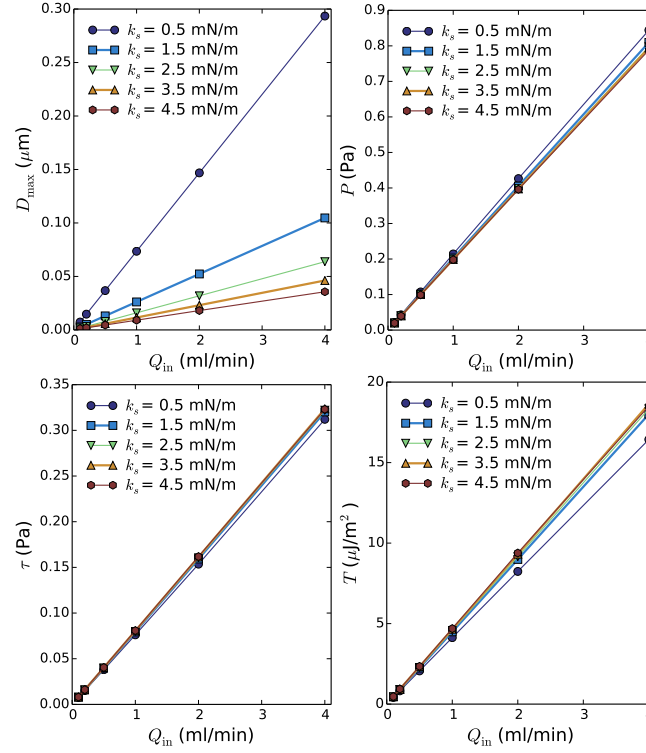 0.30
0.25
0.20
0.15
0.10
0.05
0.00
D_max (μm)
k_s = 0.5 mN/m
k_s = 1.5 mN/m
k_s = 2.5 mN/m
k_s = 3.5 mN/m
k_s = 4.5 mN/m
0 1 2 3 4
Q_in (ml/min)
0.9
0.8
0.7
0.6
0.5
0.4
0.3
0.2
0.1
0.0
P (Pa)
k_s = 0.5 mN/m
k_s = 1.5 mN/m
k_s = 2.5 mN/m
k_s = 3.5 mN/m
k_s = 4.5 mN/m
0 1 2 3 4
Q_in (ml/min)
0.35
0.30
0.25
0.20
0.15
0.10
0.05
0.00
τ (Pa)
k_s = 0.5 mN/m
k_s = 1.5 mN/m
k_s = 2.5 mN/m
k_s = 3.5 mN/m
k_s = 4.5 mN/m
0 1 2 3 4
Q_in (ml/min)
20
15
10
5
0
T (μJ/m²)
k_s = 0.5 mN/m
k_s = 1.5 mN/m
k_s = 2.5 mN/m
k_s = 3.5 mN/m
k_s = 4.5 mN/m
0 1 2 3 4
Q_in (ml/min)